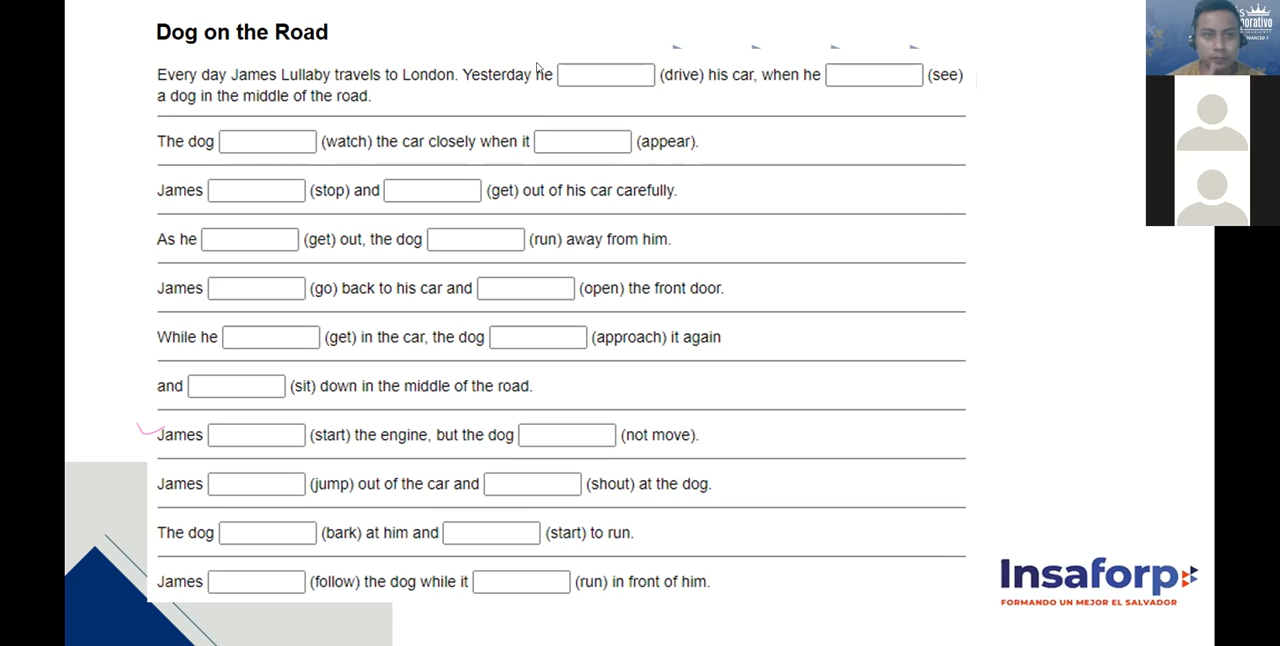 Dog on the Road
Every day James Lullaby travels to London. Yesterday he (drive) his car, when he (see)
a dog in the middle of the road.
The dog (watch) the car closely when it (appear).
James (stop) and (get) out of his car carefully.
As he (get) out, the dog (run) away from him.
James (go) back to his car and (open) the front door.
While he (get) in the car, the dog (approach) it again
and (sit) down in the middle of the road.
James (start) the engine, but the dog (not move).
James (jump) out of the car and (shout) at the dog.
The dog (bark) at him and (start) to run.
James (follow) the dog while it (run) in front of him.
Insaforp
FORMANDO UN MEJOR EL SALVADOR